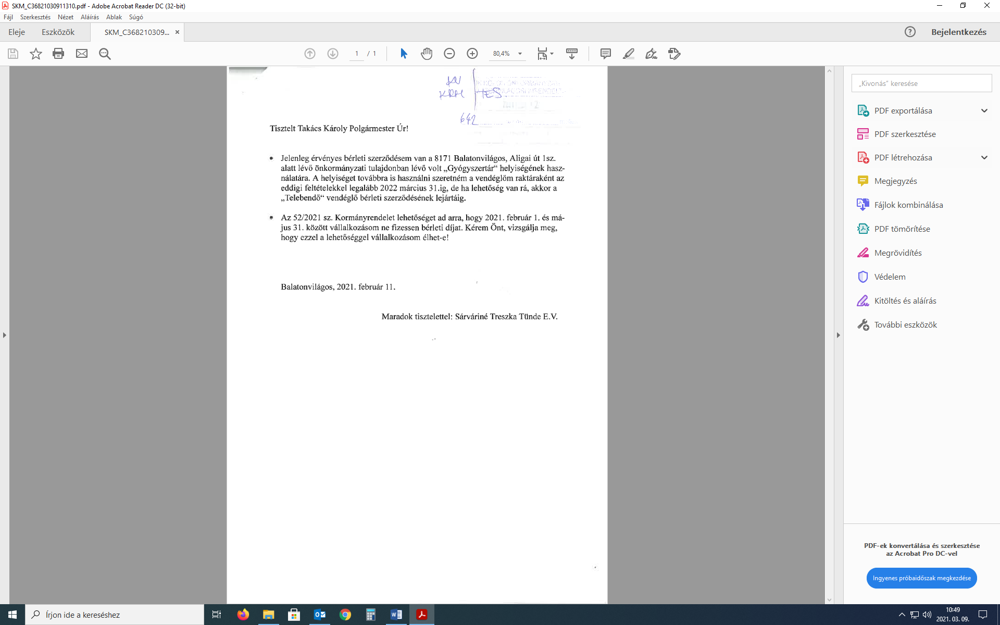 SKM_C36821030911310.pdf - Adobe Acrobat Reader DC (32-bit)
Fájl Szerkesztés Nézet Aláírás Ablak Súgó
Eleje Eszközök SKM_C368210309... × Bejelentkezés
1 / 1 80,4%
KRM TES
642
Tisztelt Takács Károly Polgármester Úr!
• Jelenleg érvényes bérleti szerződésem van a 8171 Balatonvilágos, Aligai út 1sz.
alatt lévő önkormányzati tulajdonban lévő volt „Gyógyszertár“ helyiségének hasz-
nálatára. A helyiséget továbbra is használni szeretném a vendéglőm raktáraként az
eddigi feltételekkel legalább 2022 március 31.ig, de ha lehetőség van rá, akkor a
„Telebendő“ vendéglő bérleti szerződésének lejártáig.
• Az 52/2021 sz. Kormányrendelet lehetőséget ad arra, hogy 2021. február 1. és má-
jus 31. között vállalkozásom ne fizessen bérleti díjat. Kérem Önt, vizsgálja meg,
hogy ezzel a lehetőséggel vállalkozásom élhet-e!
Balatonvilágos, 2021. február 11.
Maradok tisztelettel: Sárváriné Treszka Tünde E.V.
„Kivonás” keresése
PDF exportálása
PDF szerkesztése
PDF létrehozása
Megjegyzés
Fájlok kombinálása
PDF tömörítése
Megrövidítés
Védelem
Kitöltés és aláírás
További eszközök
PDF-ek konvertálása és szerkesztése
az Acrobat Pro DC-vel
Ingyenes próbaidőszak megkezdése
Írjon ide a kereséshez
10:49
2021. 03. 09.